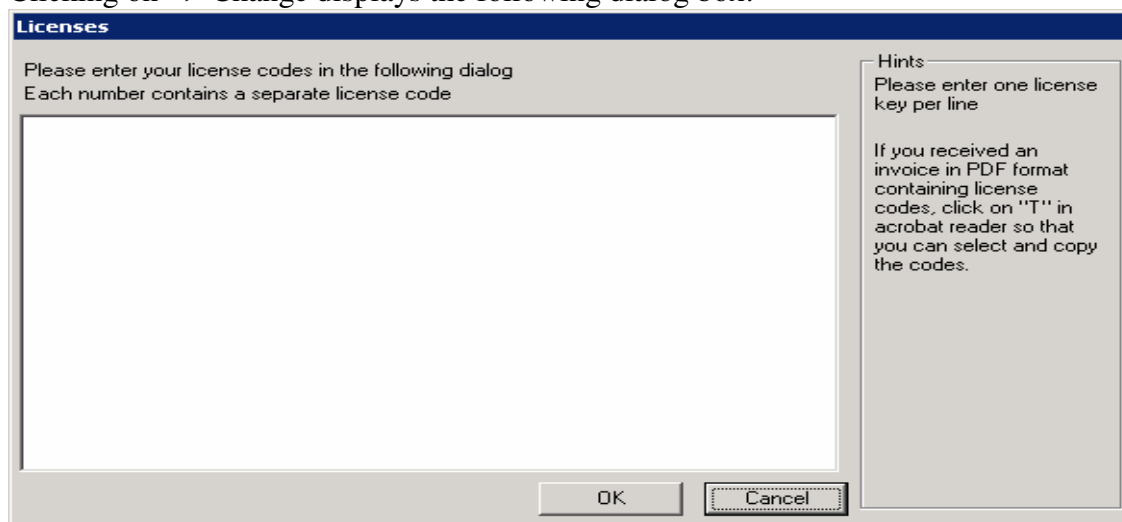 Licenses
Please enter your license codes in the following dialog
Each number contains a separate license code
Hints
Please enter one license
key per line
If you received an
invoice in PDF format
containing license
codes, click on "T" in
acrobat reader so that
you can select and copy
the codes.
OK
Cancel